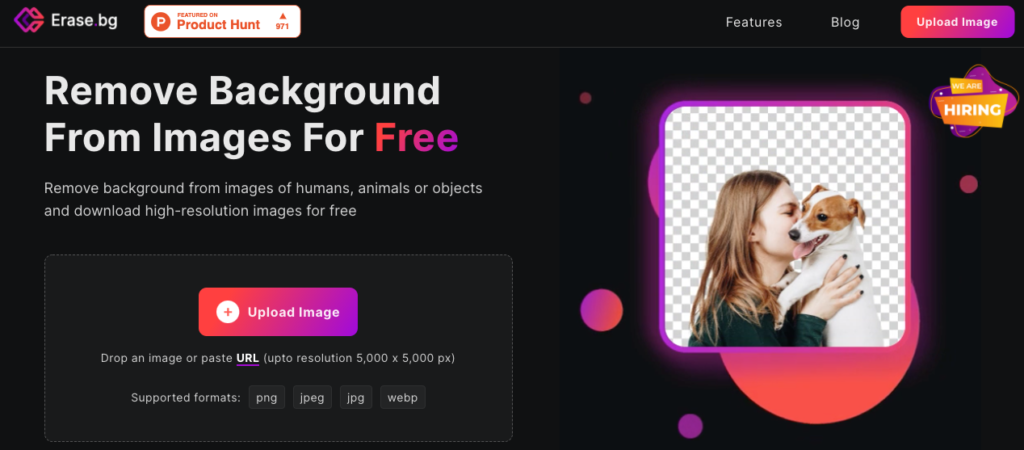 Erase.bg
FEATURED ON
Product Hunt
971
Features
Blog
Upload Image
Remove Background
From Images For Free
Remove background from images of humans, animals or objects
and download high-resolution images for free
WE ARE
HIRING
Upload Image
Drop an image or paste URL (upto resolution 5,000 x 5,000 px)
Supported formats: png jpeg jpg webp